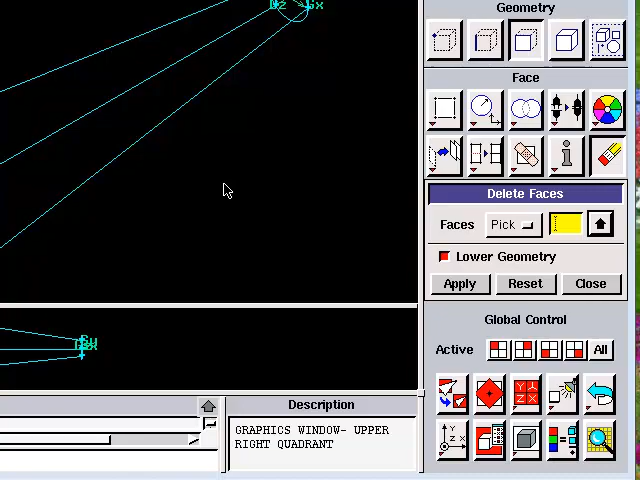 Geometry
Face
Delete Faces
Faces Pick
Lower Geometry
Apply Reset Close
Global Control
Active All
Description
GRAPHICS WINDOW- UPPER
RIGHT QUADRANT